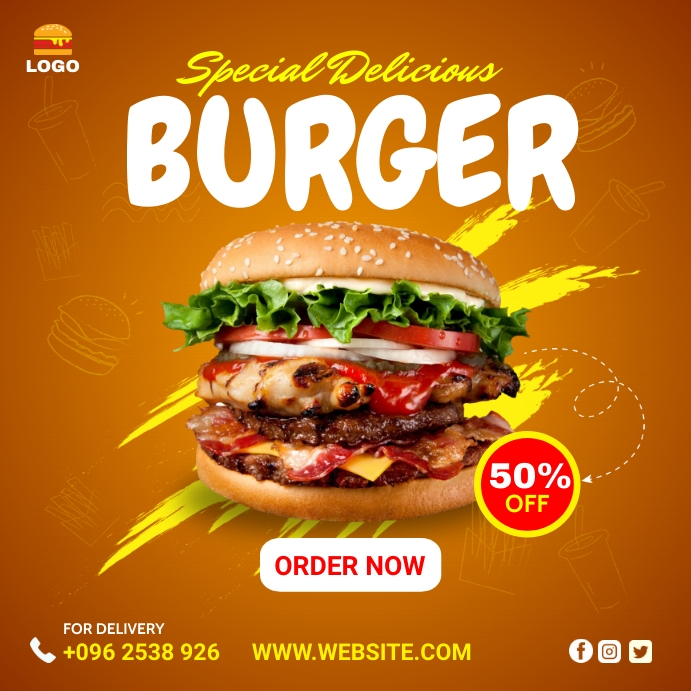 LOGO
Special Delicious
BURGER
50%
OFF
ORDER NOW
FOR DELIVERY
+096 2538 926
WWW.WEBSITE.COM